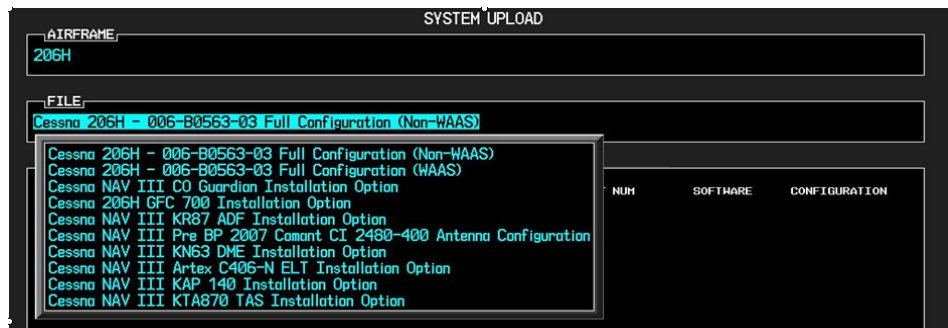 SYSTEM UPLOAD
AIRFRAME
206H
FILE
Cessna 206H - 006-B0563-03 Full Configuration (Non-WAAS)
Cessna 206H - 006-B0563-03 Full Configuration (Non-WAAS)
Cessna 206H - 006-B0563-03 Full Configuration (WAAS)
Cessna NAV III CO Guardian Installation Option
Cessna 206H GFC 700 Installation Option
Cessna NAV III KR87 ADF Installation Option
Cessna NAV III Pre BP 2007 Comant CI 2480-400 Antenna Configuration
Cessna NAV III KN63 DME Installation Option
Cessna NAV III Artex C406-N ELT Installation Option
Cessna NAV III KAP 140 Installation Option
Cessna NAV III KTA870 TAS Installation Option
NUM SOFTWARE CONFIGURATION